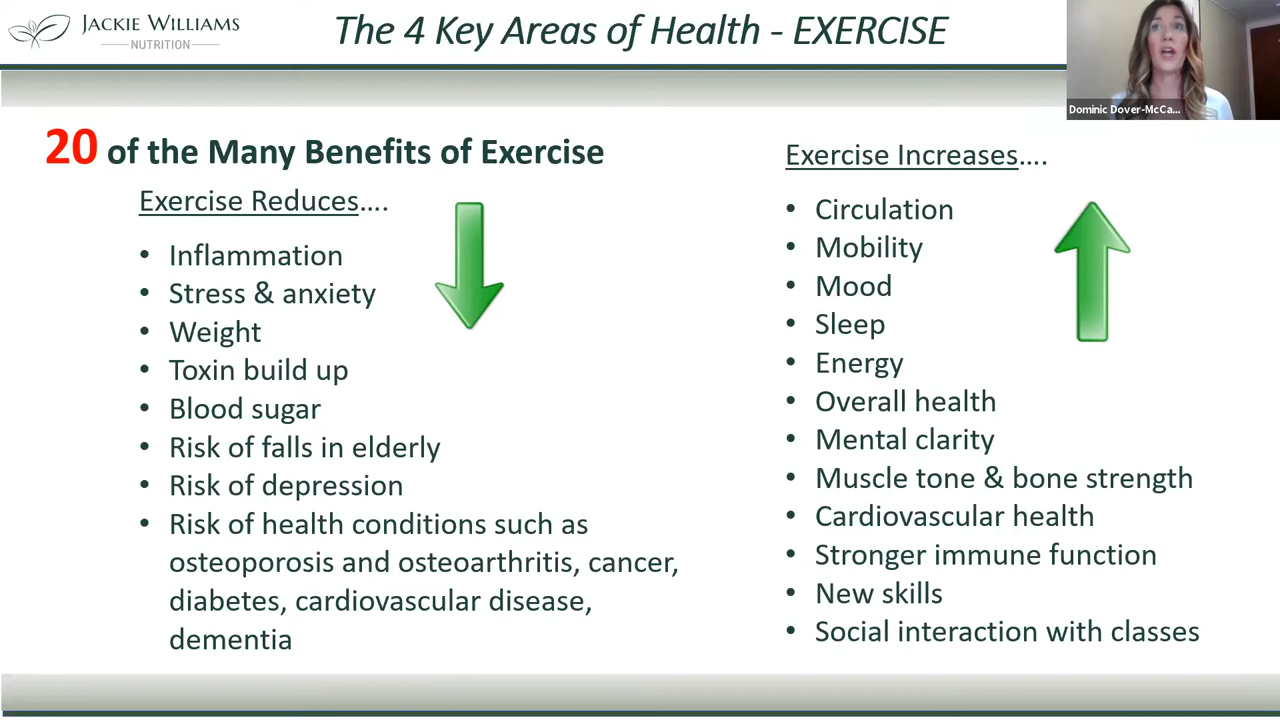 JACKIE WILLIAMS
NUTRITION
The 4 Key Areas of Health - EXERCISE
Dominic Dover-McCa...
20 of the Many Benefits of Exercise
Exercise Reduces....
• Inflammation
• Stress & anxiety
• Weight
• Toxin build up
• Blood sugar
• Risk of falls in elderly
• Risk of depression
• Risk of health conditions such as
osteoporosis and osteoarthritis, cancer,
diabetes, cardiovascular disease,
dementia
Exercise Increases....
• Circulation
• Mobility
• Mood
• Sleep
• Energy
• Overall health
• Mental clarity
• Muscle tone & bone strength
• Cardiovascular health
• Stronger immune function
• New skills
• Social interaction with classes